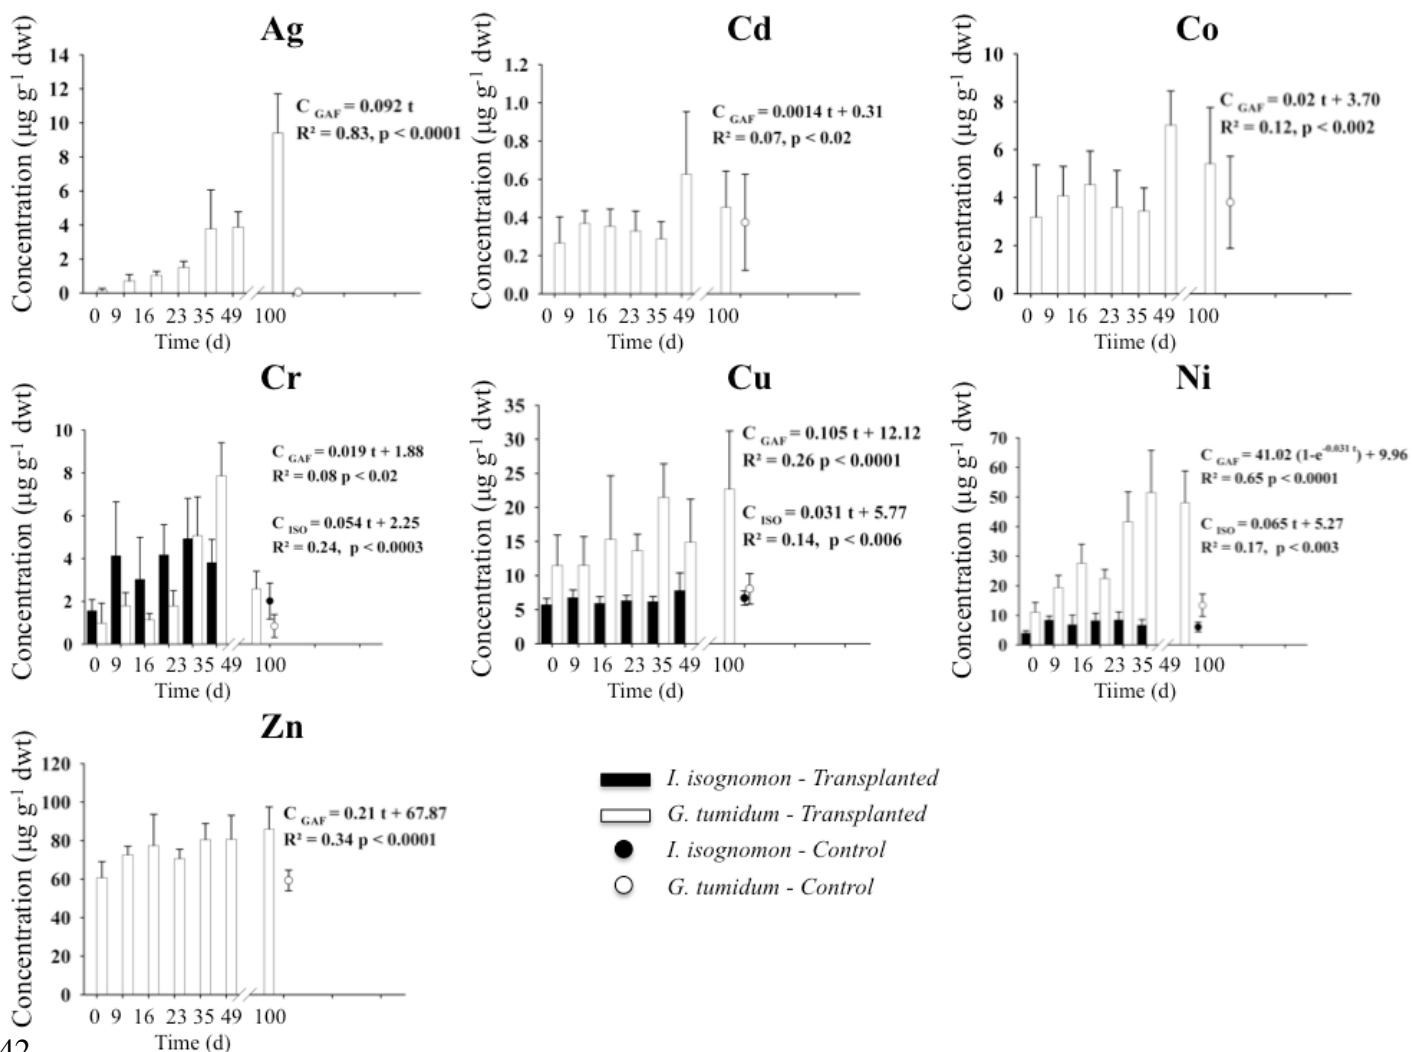 Ag
Concentration (µg g-1 dwt)
14
12
10
8
6
4
2
0
C GAF = 0.092 t
R² = 0.83, p < 0.0001
0 9 16 23 35 49 100
Time (d)
Cd
Concentration (µg g-1 dwt)
1.2
1.0
0.8
0.6
0.4
0.2
0.0
C GAF = 0.0014 t + 0.31
R² = 0.07, p < 0.02
0 9 16 23 35 49 100
Time (d)
Co
Concentration (µg g-1 dwt)
10
8
6
4
2
0
C GAF = 0.02 t + 3.70
R² = 0.12, p < 0.002
0 9 16 23 35 49 100
Tiime (d)
Cr
Concentration (µg g-1 dwt)
10
8
6
4
2
0
C GAF = 0.019 t + 1.88
R² = 0.08 p < 0.02
C ISO = 0.054 t + 2.25
R² = 0.24, p < 0.0003
0 9 16 23 35 49 100
Time (d)
Cu
Concentration (µg g-1 dwt)
35
30
25
20
15
10
5
0
C GAF = 0.105 t + 12.12
R² = 0.26 p < 0.0001
C ISO = 0.031 t + 5.77
R² = 0.14, p < 0.006
0 9 16 23 35 49 100
Time (d)
Ni
Concentration (µg g-1 dwt)
70
60
50
40
30
20
10
0
C GAF = 41.02 (1-e-0.031 t) + 9.96
R² = 0.65 p < 0.0001
C ISO = 0.065 t + 5.27
R² = 0.17, p < 0.003
0 9 16 23 35 49 100
Tiime (d)
Zn
Concentration (µg g-1 dwt)
120
100
80
60
40
20
0
C GAF = 0.21 t + 67.87
R² = 0.34 p < 0.0001
0 9 16 23 35 49 100
Time (d)
I. isognomon - Transplanted
G. tumidum - Transplanted
I. isognomon - Control
G. tumidum - Control
42